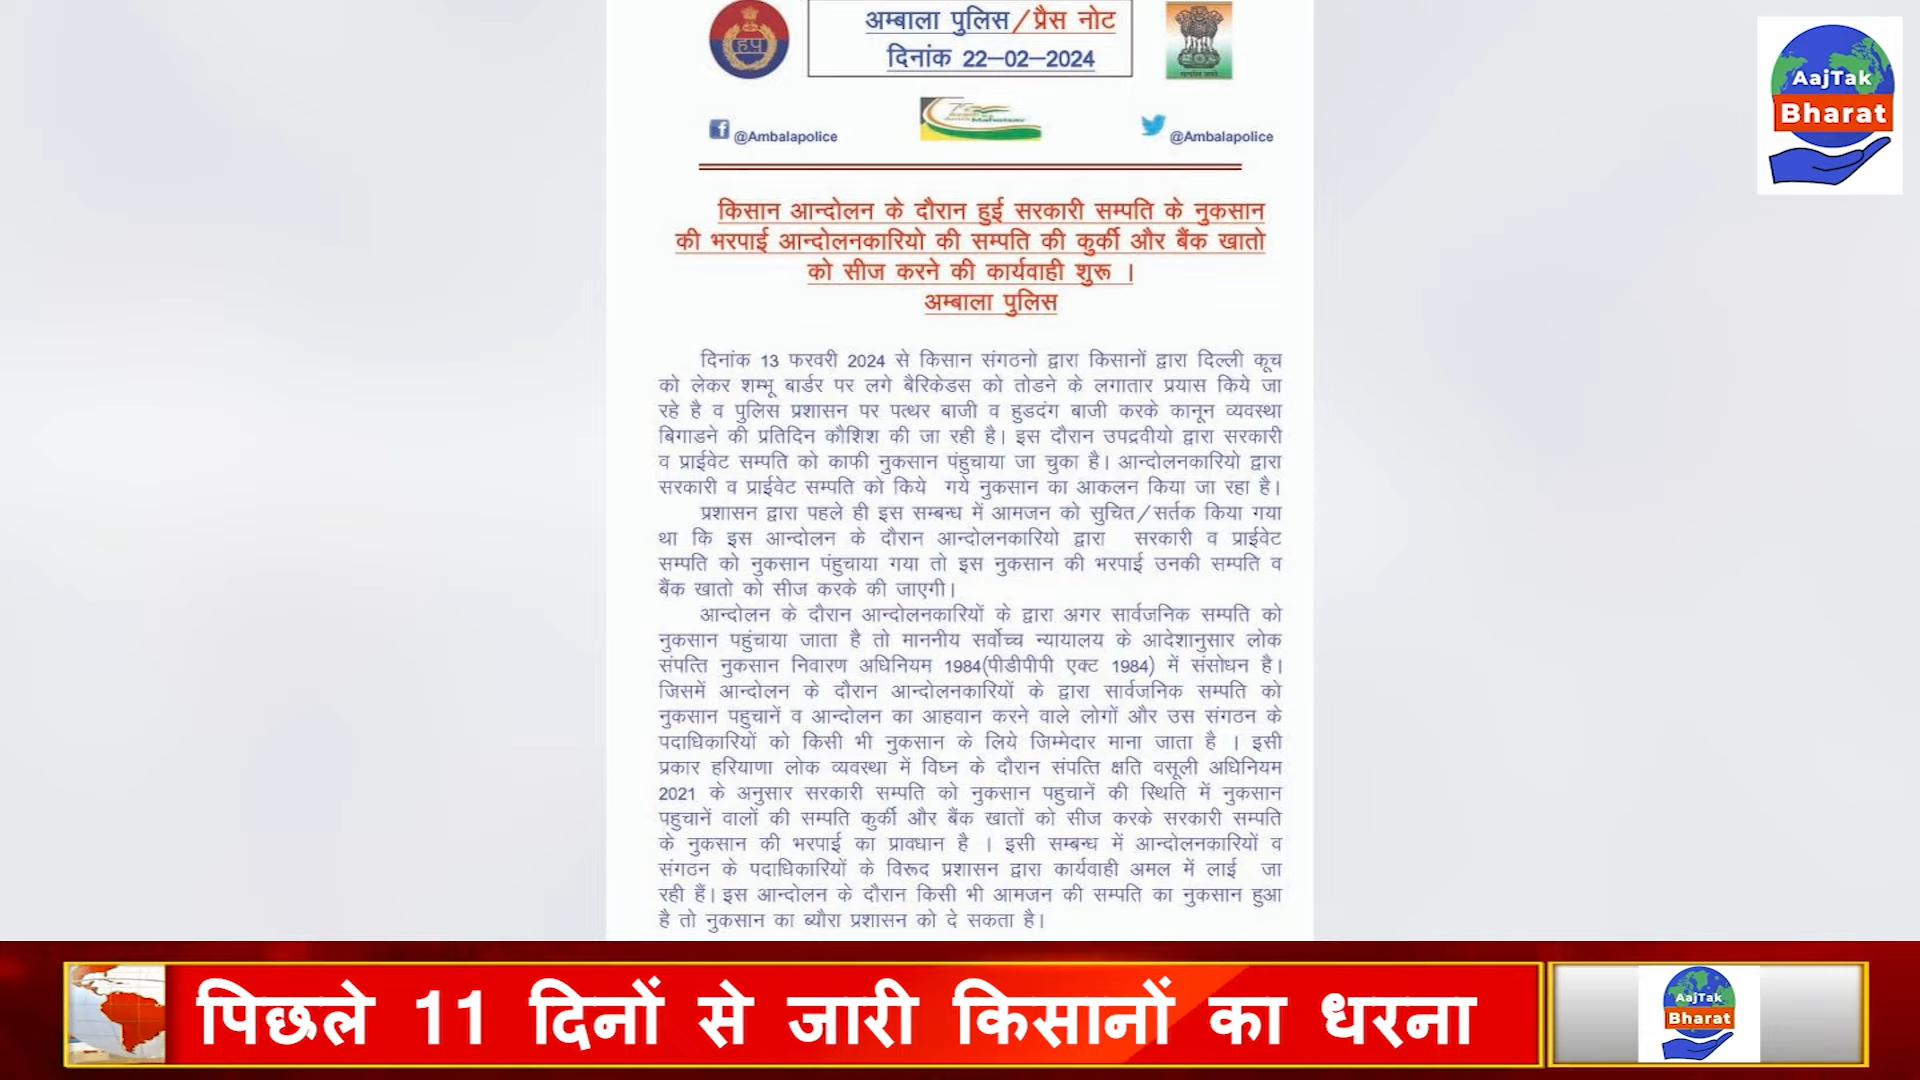 अम्बाला पुलिस/प्रैस नोट
दिनांक 22–02–2024
@Ambalapolice
@Ambalapolice
AajTak
Bharat
किसान आन्दोलन के दौरान हुई सरकारी सम्पति के नुकसान
की भरपाई आन्दोलनकारियो की सम्पति की कुर्की और बैंक खातो
को सीज करने की कार्यवाही शुरू ।
अम्बाला पुलिस
दिनांक 13 फरवरी 2024 से किसान संगठनो द्वारा किसानों द्वारा दिल्ली कूच
को लेकर शम्भू बार्डर पर लगे बैरिकेडस को तोडने के लगातार प्रयास किये जा
रहे है व पुलिस प्रशासन पर पत्थर बाजी व हुडदंग बाजी करके कानून व्यवस्था
बिगाडने की प्रतिदिन कौशिश की जा रही है। इस दौरान उपद्रवीयो द्वारा सरकारी
व प्राईवेट सम्पति को काफी नुकसान पंहुचाया जा चुका है। आन्दोलनकारियो द्वारा
सरकारी व प्राईवेट सम्पति को किये गये नुकसान का आकलन किया जा रहा है।
प्रशासन द्वारा पहले ही इस सम्बन्ध में आमजन को सुचित/सर्तक किया गया
था कि इस आन्दोलन के दौरान आन्दोलनकारियो द्वारा सरकारी व प्राईवेट
सम्पति को नुकसान पंहुचाया गया तो इस नुकसान की भरपाई उनकी सम्पति व
बैंक खातो को सीज करके की जाएगी।
आन्दोलन के दौरान आन्दोलनकारियों के द्वारा अगर सार्वजनिक सम्पति को
नुकसान पहुंचाया जाता है तो माननीय सर्वोच्च न्यायालय के आदेशानुसार लोक
संपत्ति नुकसान निवारण अधिनियम 1984(पीडीपीपी एक्ट 1984) में संसोधन है।
जिसमें आन्दोलन के दौरान आन्दोलनकारियों के द्वारा सार्वजनिक सम्पति को
नुकसान पहुचानें व आन्दोलन का आहवान करने वाले लोगों और उस संगठन के
पदाधिकारियों को किसी भी नुकसान के लिये जिम्मेदार माना जाता है । इसी
प्रकार हरियाणा लोक व्यवस्था में विघ्न के दौरान संपत्ति क्षति वसूली अधिनियम
2021 के अनुसार सरकारी सम्पति को नुकसान पहुचानें की स्थिति में नुकसान
पहुचानें वालों की सम्पति कुर्की और बैंक खातों को सीज करके सरकारी सम्पति
के नुकसान की भरपाई का प्रावधान है । इसी सम्बन्ध में आन्दोलनकारियों व
संगठन के पदाधिकारियों के विरूद प्रशासन द्वारा कार्यवाही अमल में लाई जा
रही हैं। इस आन्दोलन के दौरान किसी भी आमजन की सम्पति का नुकसान हुआ
है तो नुकसान का ब्यौरा प्रशासन को दे सकता है।
पिछले 11 दिनों से जारी किसानों का धरना
AajTak
Bharat